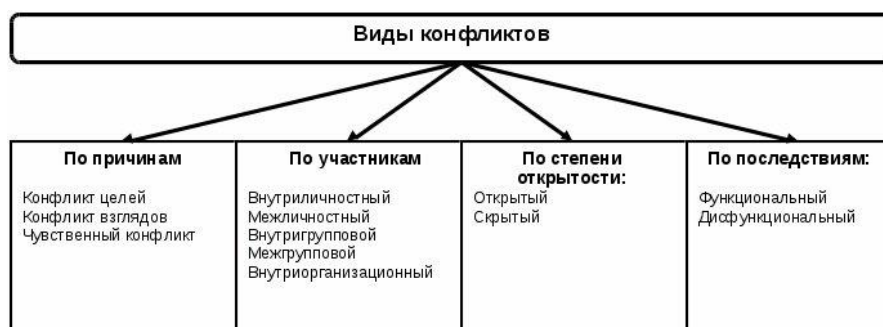 Виды конфликтов
По причинам
Конфликт целей
Конфликт взглядов
Чувственный конфликт
По участникам
Внутриличностный
Межличностный
Внутригрупповой
Межгрупповой
Внутриорганизационный
По степени
открытости:
Открытый
Скрытый
По последствиям:
Функциональный
Дисфункциональный